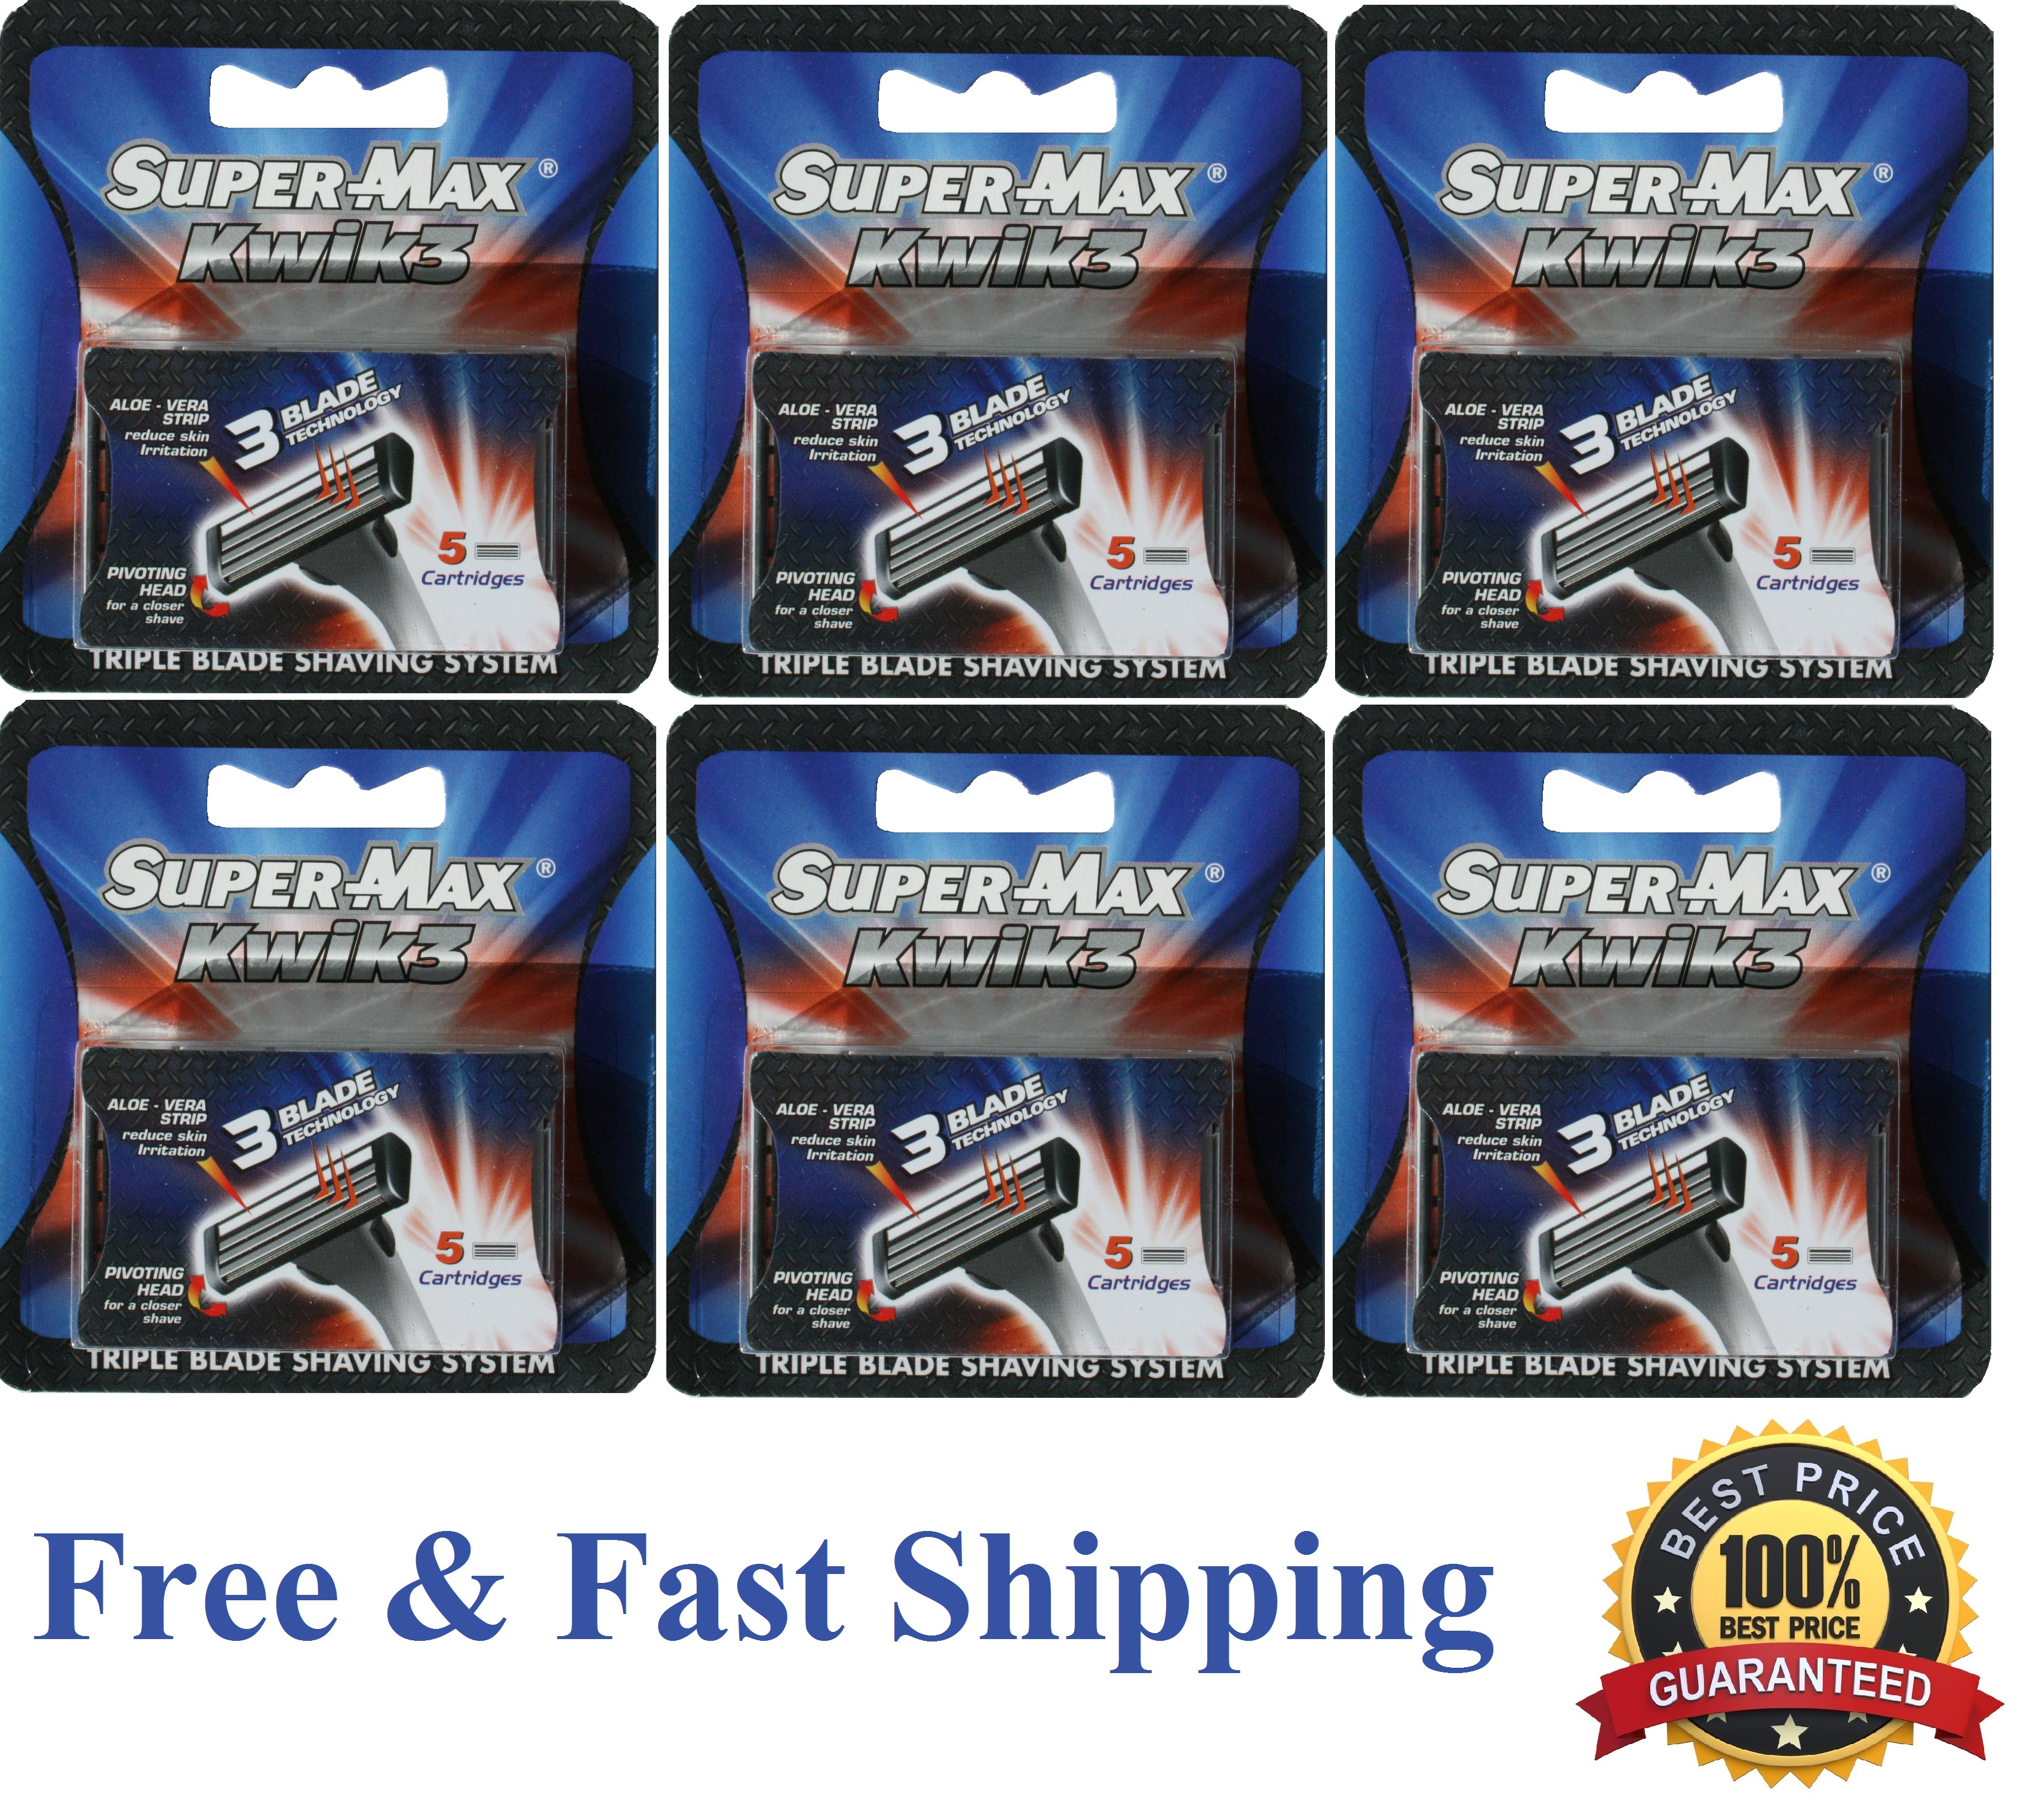 SUPER-MAX®
Kwik3
ALOE - VERA
STRIP
reduce skin
Irritation
3 BLADE
TECHNOLOGY
PIVOTING
HEAD
for a closer
shave
5
Cartridges
TRIPLE BLADE SHAVING SYSTEM
SUPER-MAX®
Kwik3
ALOE - VERA
STRIP
reduce skin
Irritation
3 BLADE
TECHNOLOGY
PIVOTING
HEAD
for a closer
shave
5
Cartridges
TRIPLE BLADE SHAVING SYSTEM
SUPER-MAX®
Kwik3
ALOE - VERA
STRIP
reduce skin
Irritation
3 BLADE
TECHNOLOGY
PIVOTING
HEAD
for a closer
shave
5
Cartridges
TRIPLE BLADE SHAVING SYSTEM
SUPER-MAX®
Kwik3
ALOE - VERA
STRIP
reduce skin
Irritation
3 BLADE
TECHNOLOGY
PIVOTING
HEAD
for a closer
shave
5
Cartridges
TRIPLE BLADE SHAVING SYSTEM
SUPER-MAX®
Kwik3
ALOE - VERA
STRIP
reduce skin
Irritation
3 BLADE
TECHNOLOGY
PIVOTING
HEAD
for a closer
shave
5
Cartridges
TRIPLE BLADE SHAVING SYSTEM
SUPER-MAX®
Kwik3
ALOE - VERA
STRIP
reduce skin
Irritation
3 BLADE
TECHNOLOGY
PIVOTING
HEAD
for a closer
shave
5
Cartridges
TRIPLE BLADE SHAVING SYSTEM
Free & Fast Shipping
BEST PRICE
100%
BEST PRICE
GUARANTEED